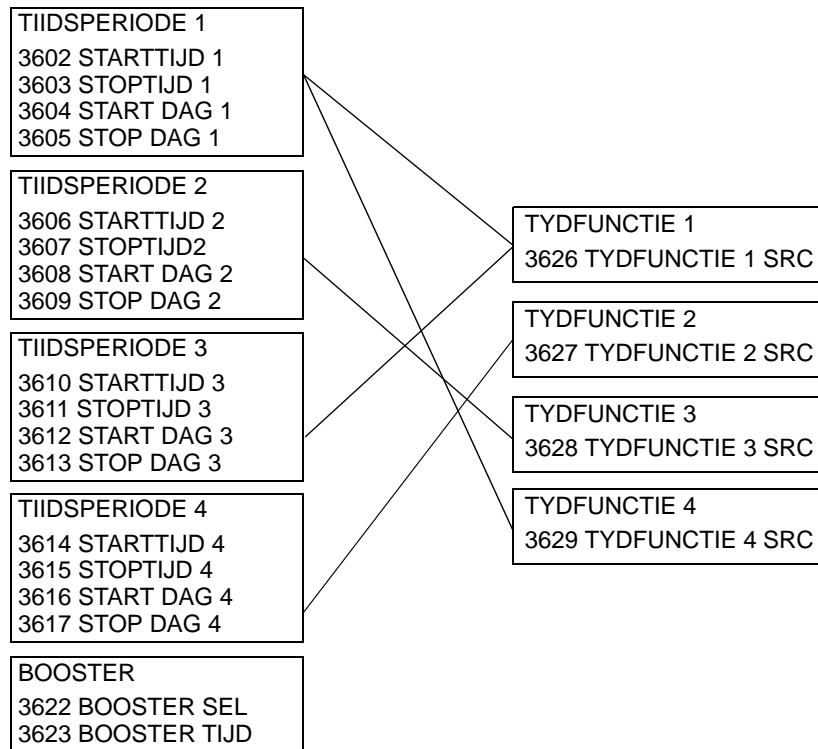 TIIDSPERIODE 1
3602 STARTTIJD 1
3603 STOPTIJD 1
3604 START DAG 1
3605 STOP DAG 1
TIIDSPERIODE 2
3606 STARTTIJD 2
3607 STOPTIJD2
3608 START DAG 2
3609 STOP DAG 2
TIIDSPERIODE 3
3610 STARTTIJD 3
3611 STOPTIJD 3
3612 START DAG 3
3613 STOP DAG 3
TIIDSPERIODE 4
3614 STARTTIJD 4
3615 STOPTIJD 4
3616 START DAG 4
3617 STOP DAG 4
BOOSTER
3622 BOOSTER SEL
3623 BOOSTER TIJD
TYDFUNCTIE 1
3626 TYDFUNCTIE 1 SRC
TYDFUNCTIE 2
3627 TYDFUNCTIE 2 SRC
TYDFUNCTIE 3
3628 TYDFUNCTIE 3 SRC
TYDFUNCTIE 4
3629 TYDFUNCTIE 4 SRC